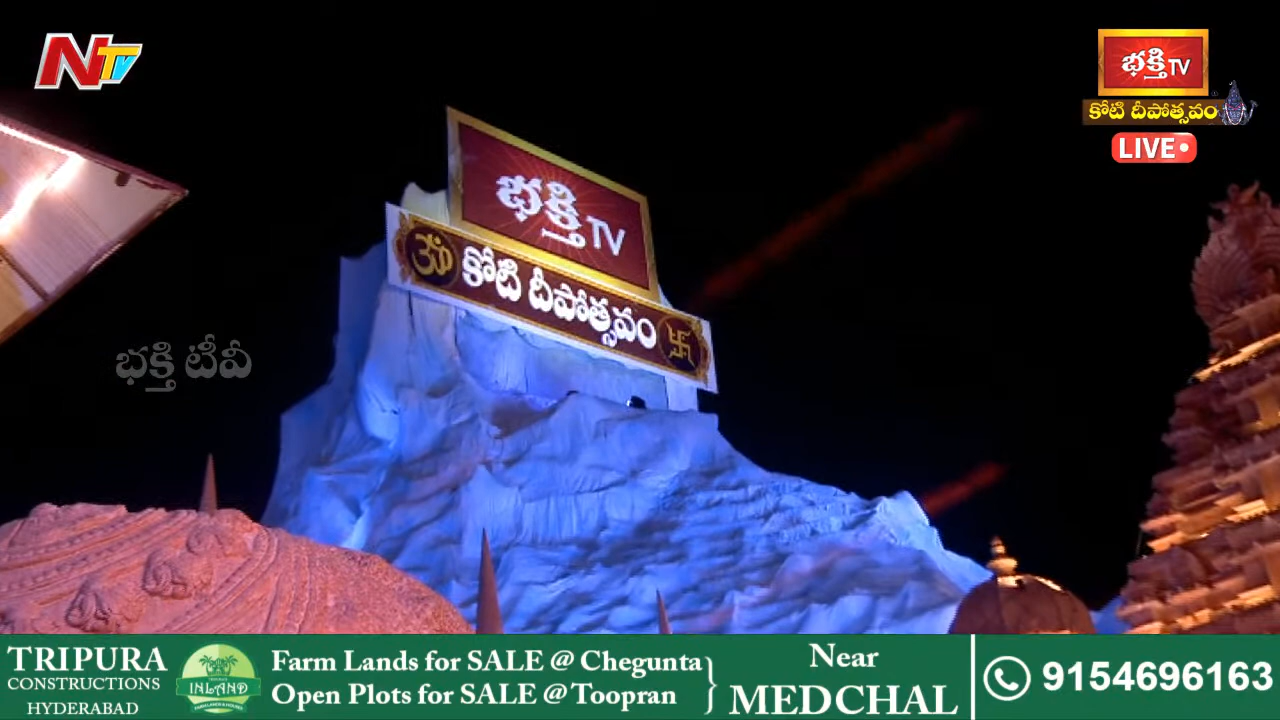 NTV
భక్తి TV
కోటి దీపోత్సవం
LIVE
భక్తి TV
ॐ కోటి దీపోత్సవం 卐
భక్తి టీవీ
TRIPURA
CONSTRUCTIONS
HYDERABAD
INLAND
Farm Lands for SALE @ Chegunta
Open Plots for SALE @ Toopran
Near
MEDCHAL
9154696163